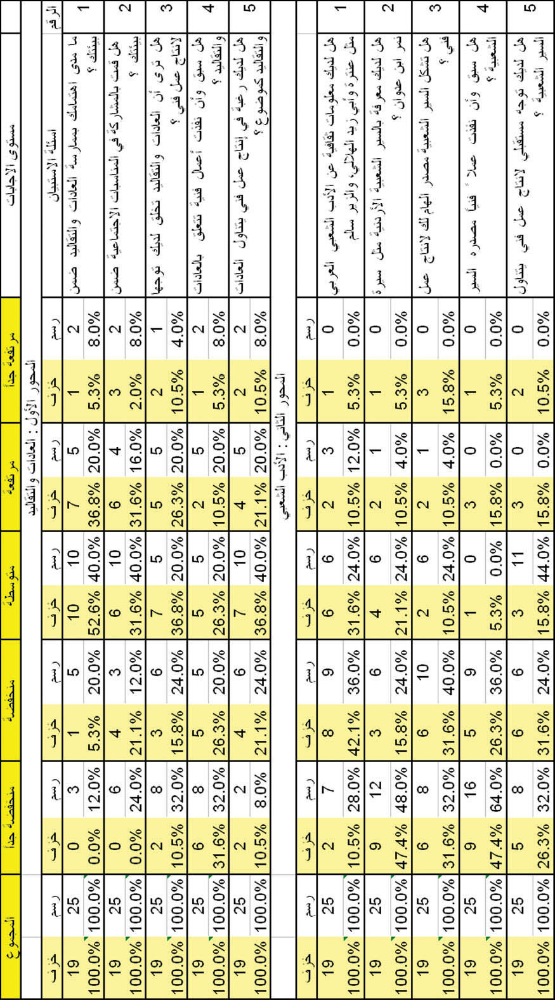 مستوى الاجابات مرتفعة جداً مرتفعة متوسطة منخفضة منخفضة جداً المجموع
المحور الأول : العادات والتقاليد
الرقم اسئلة الاستبيان رسم خزف رسم خزف رسم خزف رسم خزف رسم خزف رسم خزف
1 ما مدى اهتمامك بممارسة العادات والتقاليد ضمن 2 1 5 7 10 10 5 1 3 0 25 19
بيئتك ؟ 8.0% 5.3% 20.0% 36.8% 40.0% 52.6% 20.0% 5.3% 12.0% 0.0% 100.0% 100.0%
2 هل قمت بالمشاركة في المناسبات الاجتماعية ضمن 2 3 4 6 10 6 3 4 6 0 25 19
بيئتك ؟ 8.0% 2.0% 16.0% 31.6% 40.0% 31.6% 12.0% 21.1% 24.0% 0.0% 100.0% 100.0%
3 هل ترى أن العادات والتقاليد تخلق لديك توجها 1 2 5 5 5 7 6 3 8 2 25 19
لانتاج عمل فني ؟ 4.0% 10.5% 20.0% 26.3% 20.0% 36.8% 24.0% 15.8% 32.0% 10.5% 100.0% 100.0%
4 هل سبق وأن نفذت أعمال فنية تتعلق بالعادات 2 1 5 2 5 5 5 5 8 6 25 19
والتقاليد ؟ 8.0% 5.3% 20.0% 10.5% 20.0% 26.3% 20.0% 26.3% 32.0% 31.6% 100.0% 100.0%
5 هل لديك رغبة في إنتاج عمل فني يتناول العادات 2 2 5 4 10 7 6 4 2 2 25 19
والتقاليد كموضوع ؟ 8.0% 10.5% 20.0% 21.1% 40.0% 36.8% 24.0% 21.1% 8.0% 10.5% 100.0% 100.0%
المحور الثاني : الأدب الشعبي
رسم خزف رسم خزف رسم خزف رسم خزف رسم خزف رسم خزف
1 هل لديك معلومات ثقافية عن الأدب الشعبي العربي 0 1 3 2 6 6 9 8 7 2 25 19
مثل عنترة وأبي زيد الهلالي، والزير سالم 0.0% 5.3% 12.0% 10.5% 24.0% 31.6% 36.0% 42.1% 28.0% 10.5% 100.0% 100.0%
2 هل لديك معرفة بالسير الشعبية الأردنية مثل سيرة 0 1 1 2 6 4 6 3 12 9 25 19
نمر ابن عدوان ؟ 0.0% 5.3% 4.0% 10.5% 24.0% 21.1% 24.0% 15.8% 48.0% 47.4% 100.0% 100.0%
3 هل تشكل السير الشعبية مصدر الهام لك لانتاج عمل 0 3 1 2 6 2 10 6 8 6 25 19
فني ؟ 0.0% 15.8% 4.0% 10.5% 24.0% 10.5% 40.0% 31.6% 32.0% 31.6% 100.0% 100.0%
4 هل سبق وأن نفذت عملاً فنياً مصدره السير 0 1 0 3 0 1 9 5 16 9 25 19
الشعبية ؟ 0.0% 5.3% 0.0% 15.8% 0.0% 5.3% 36.0% 26.3% 64.0% 47.4% 100.0% 100.0%
5 هل لديك توجه مستقبلي لانتاج عمل فني يتناول 0 2 0 3 11 3 6 6 8 5 25 19
السير الشعبية ؟ 0.0% 10.5% 0.0% 15.8% 44.0% 15.8% 24.0% 31.6% 32.0% 26.3% 100.0% 100.0%